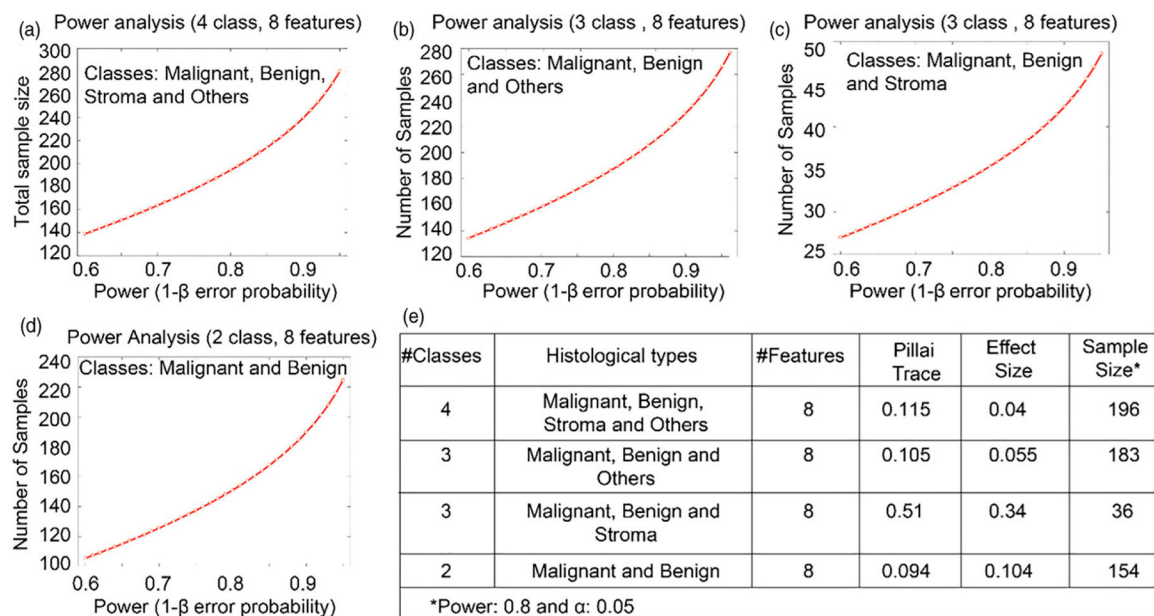 (a) Power analysis (4 class, 8 features)
300
280
260
240
220
200
180
160
140
120
Total sample size
Classes: Malignant, Benign,
Stroma and Others
0.6 0.7 0.8 0.9
Power (1-β error probability)
(b) Power analysis (3 class , 8 features)
280
260
240
220
200
180
160
140
120
Number of Samples
Classes: Malignant, Benign
and Others
0.6 0.7 0.8 0.9
Power (1-β error probability)
(c) Power analysis (3 class , 8 features)
50
45
40
35
30
25
Number of Samples
Classes: Malignant, Benign
and Stroma
0.6 0.7 0.8 0.9
Power (1-β error probability)
(d) Power Analysis (2 class, 8 features)
240
220
200
180
160
140
120
100
Number of Samples
Classes: Malignant and Benign
0.6 0.7 0.8 0.9
Power (1-β error probability)
(e)
#Classes Histological types #Features Pillai Trace Effect Size Sample Size*
4 Malignant, Benign, Stroma and Others 8 0.115 0.04 196
3 Malignant, Benign and Others 8 0.105 0.055 183
3 Malignant, Benign and Stroma 8 0.51 0.34 36
2 Malignant and Benign 8 0.094 0.104 154
*Power: 0.8 and α: 0.05